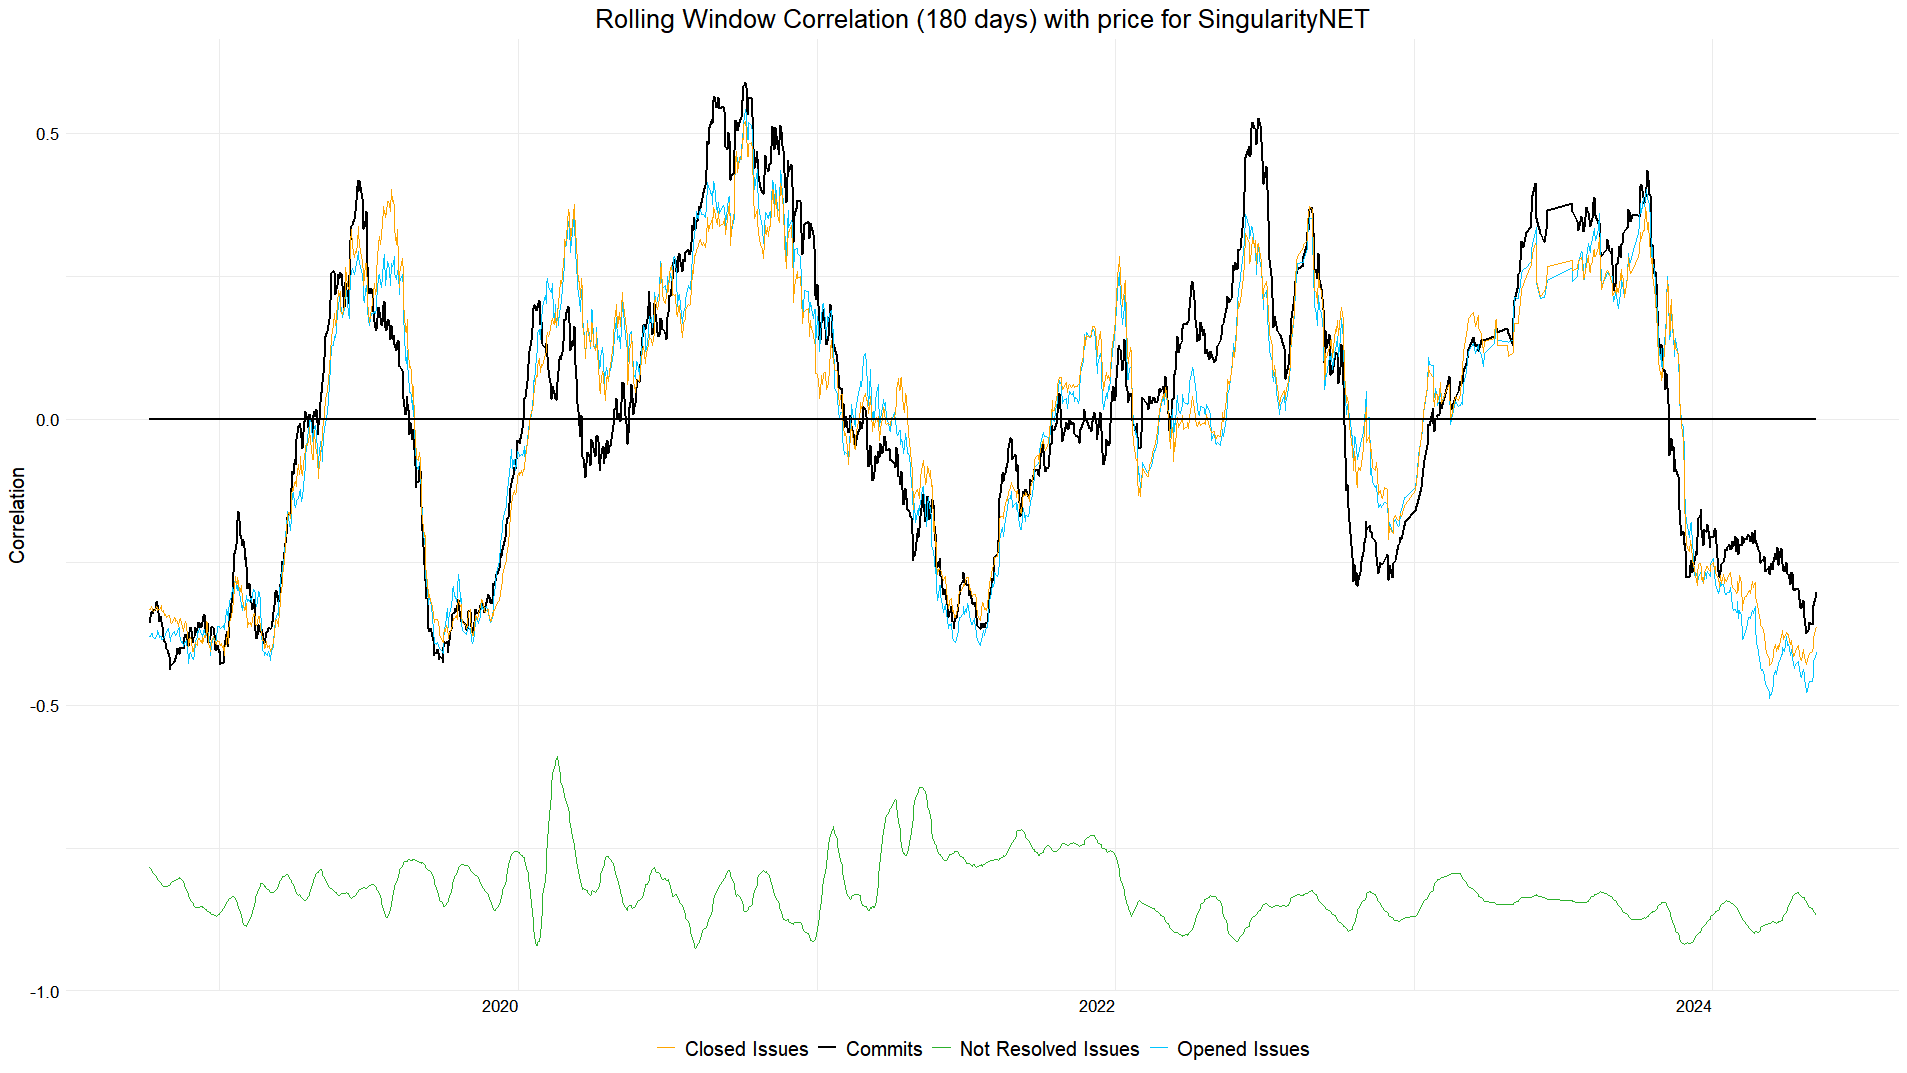 Rolling Window Correlation (180 days) with price for SingularityNET
Correlation
0.5
0.0
-0.5
-1.0
2020 2022 2024
Closed Issues Commits Not Resolved Issues Opened Issues